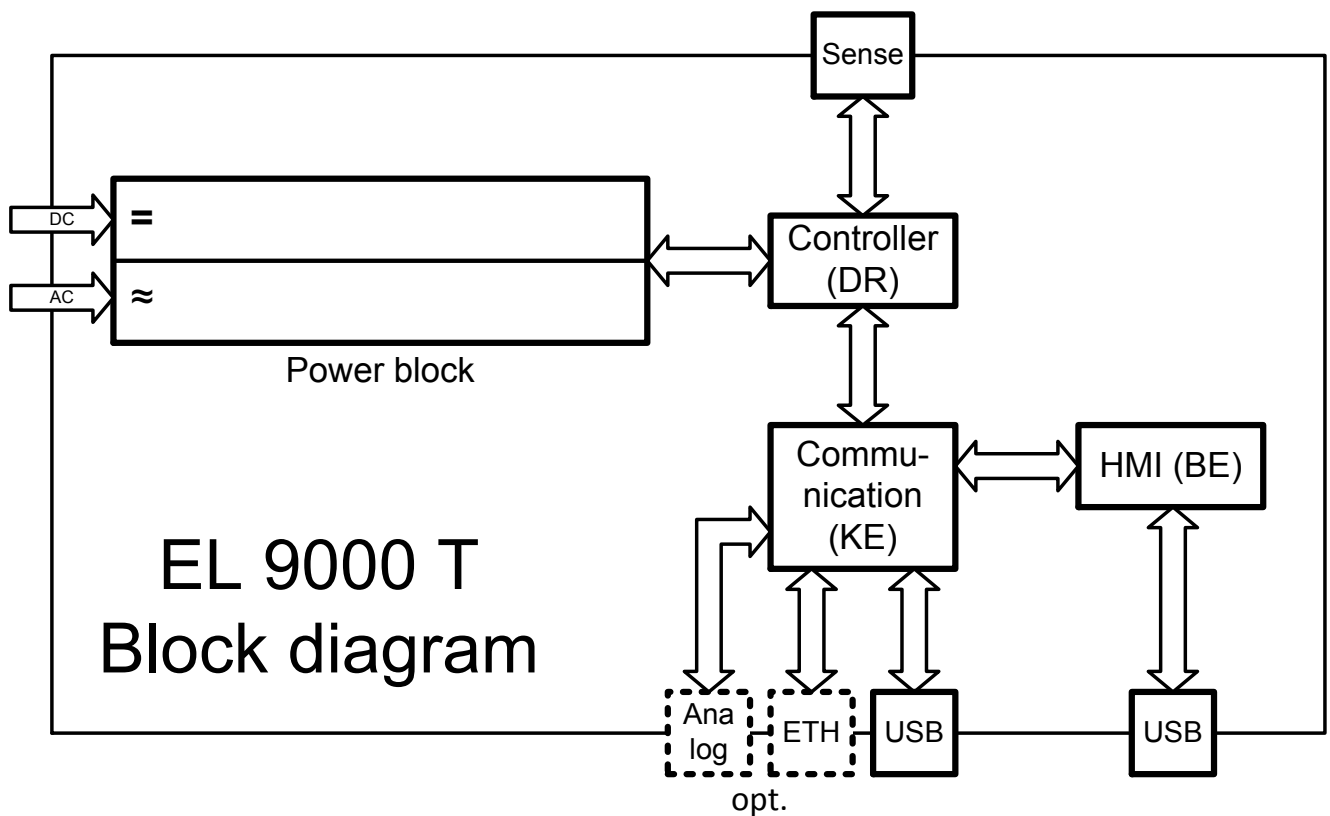 Sense
DC
=
Controller
(DR)
AC
≈
Power block
Commu-
nication
(KE)
HMI (BE)
EL 9000 T
Block diagram
Ana
log
ETH
USB
USB
opt.